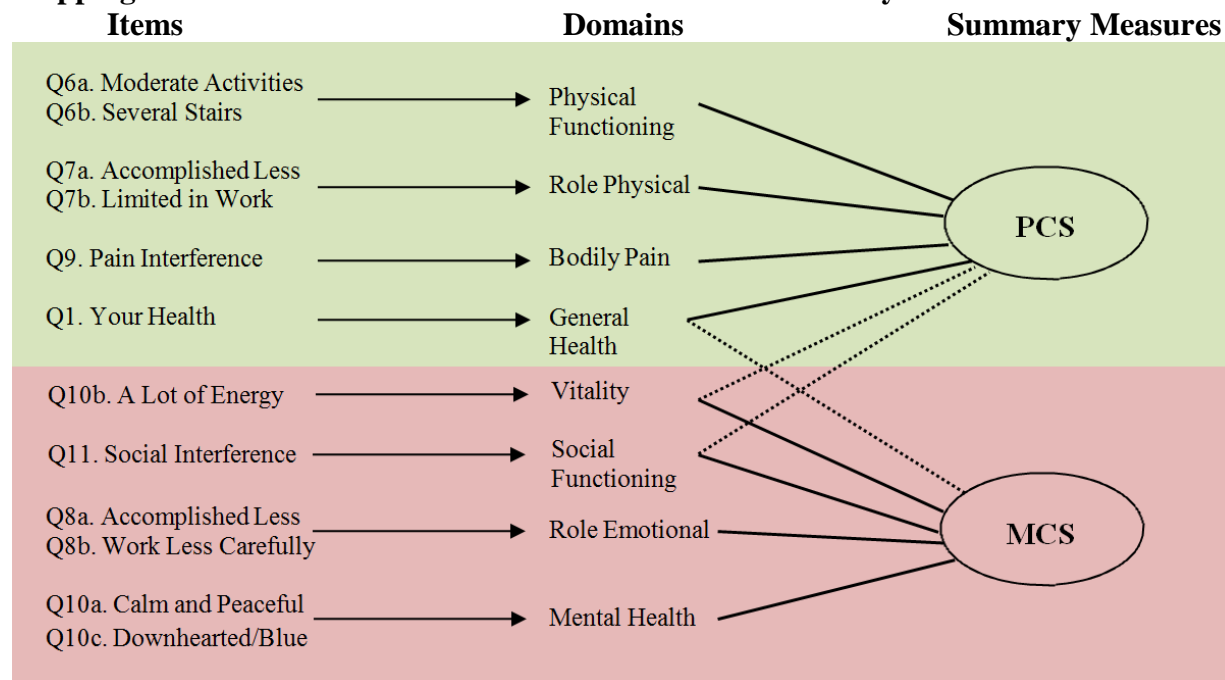 Items Domains Summary Measures
Q6a. Moderate Activities
Q6b. Several Stairs
Physical
Functioning
Q7a. Accomplished Less
Q7b. Limited in Work
Role Physical
PCS
Q9. Pain Interference
Bodily Pain
Q1. Your Health
General
Health
Q10b. A Lot of Energy
Vitality
Q11. Social Interference
Social
Functioning
Q8a. Accomplished Less
Q8b. Work Less Carefully
Role Emotional
MCS
Q10a. Calm and Peaceful
Q10c. Downhearted/Blue
Mental Health